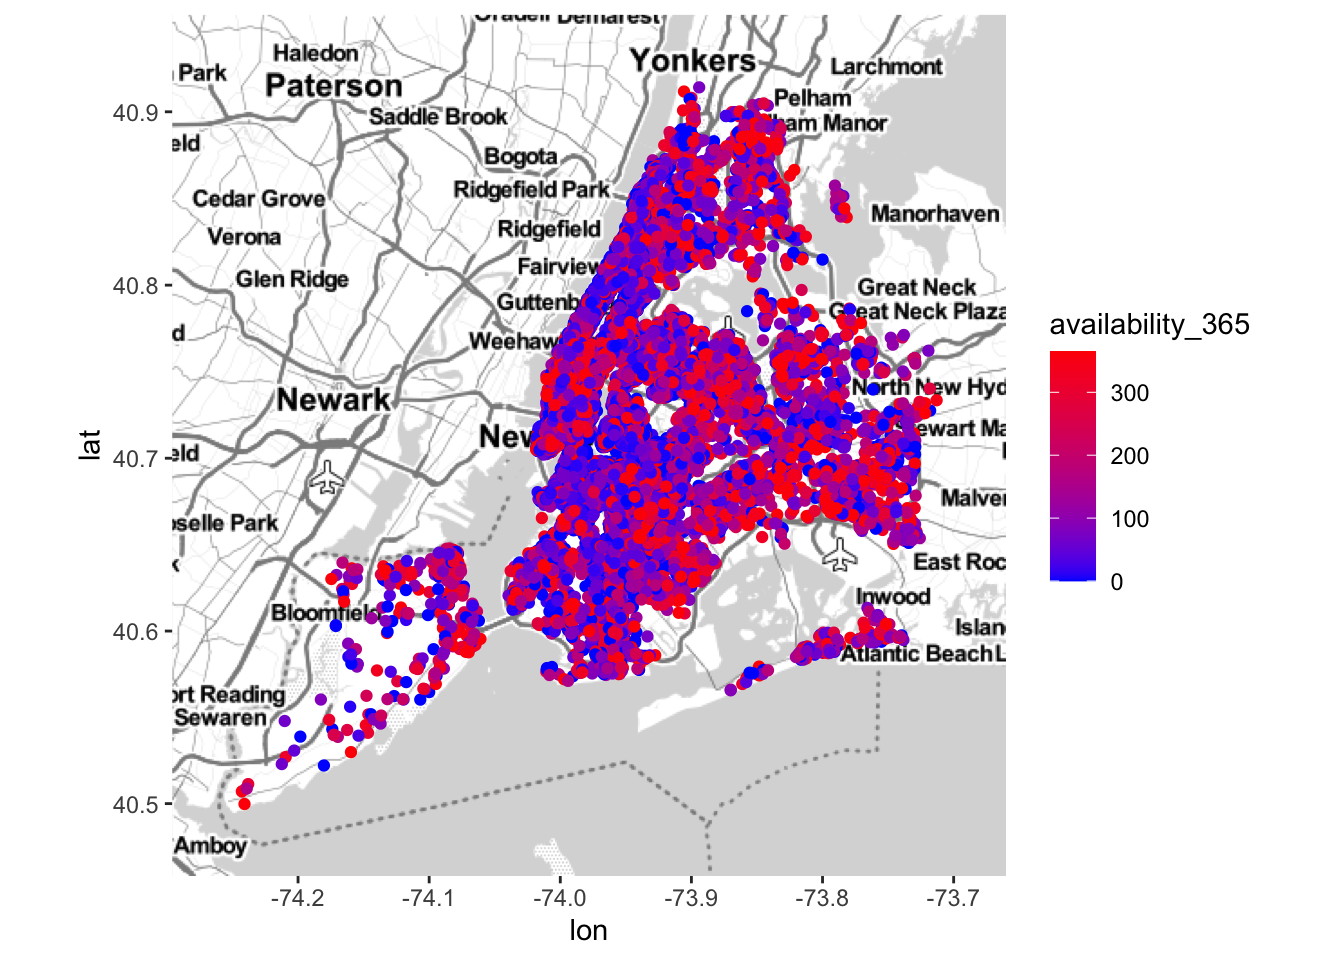 Oradell Demarest
Haledon
Yonkers
Larchmont
Park
Paterson
Pelham
Saddle Brook
ham Manor
eld
Bogota
Ridgefield Park
Cedar Grove
Manorhaven
Verona
Ridgefield
Glen Ridge
Fairview
Great Neck
Guttenb
Great Neck Plaza
d
Weehaw
North New Hyd
Newark
New
Stewart Ma
eld
Malver
oselle Park
East Roc
k
Inwood
Bloomfield
Islan
Atlantic Beach L
ort Reading
Sewaren
Amboy
40.9
40.8
40.7
40.6
40.5
lat
-74.2 -74.1 -74.0 -73.9 -73.8 -73.7
lon
availability_365
300
200
100
0